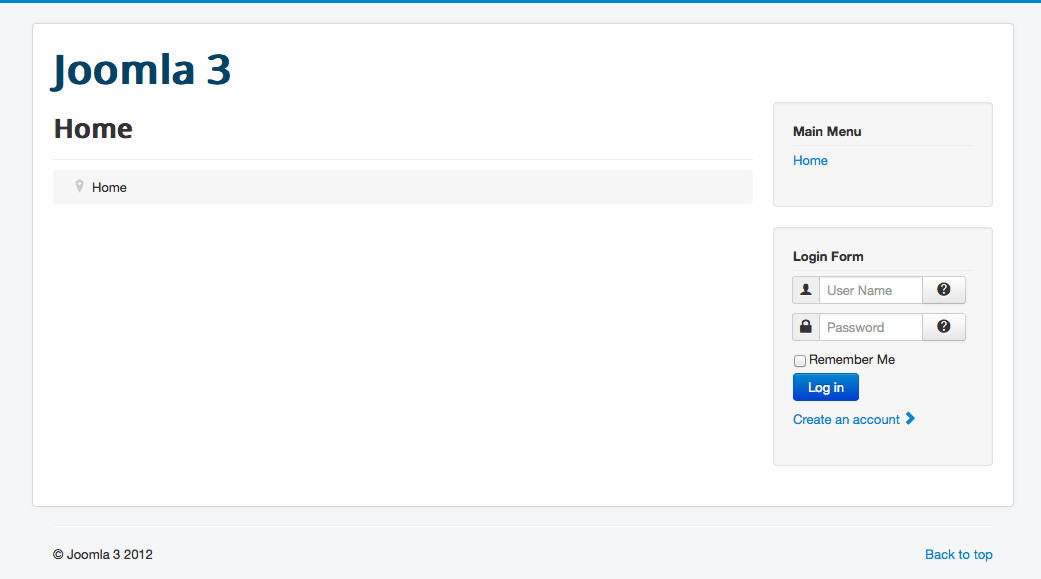 Joomla 3
Home
Home
Main Menu
Home
Login Form
User Name
Password
Remember Me
Log in
Create an account
© Joomla 3 2012
Back to top